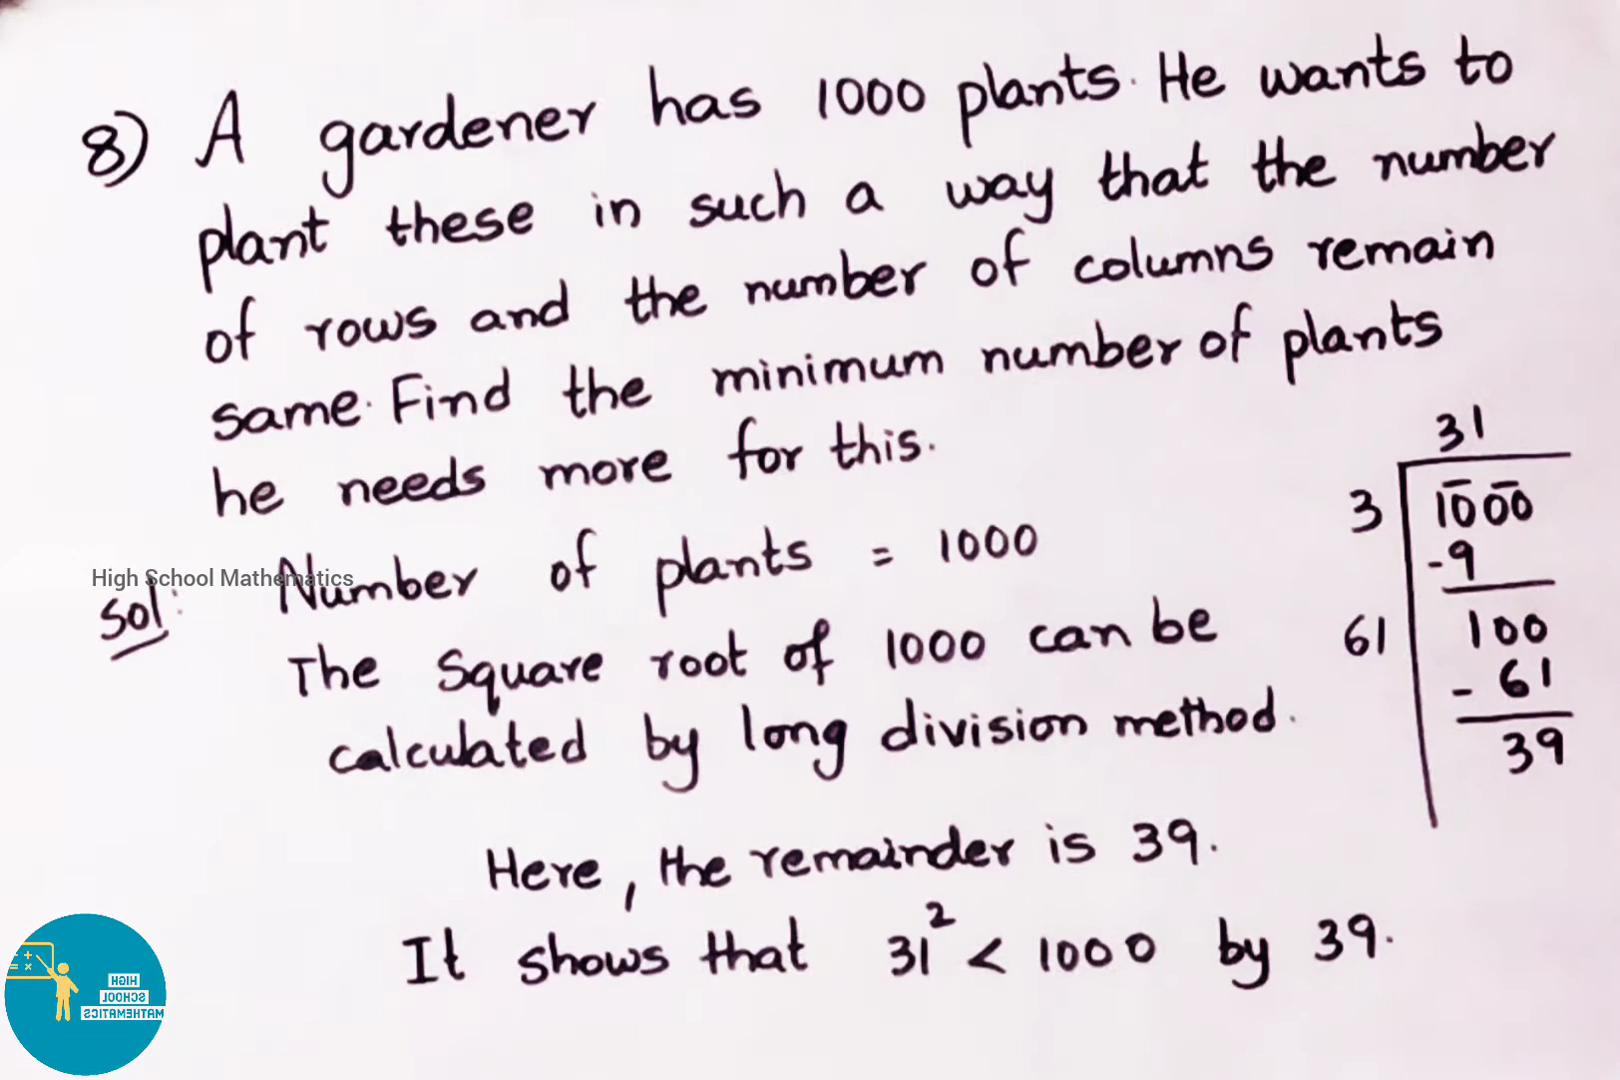 8) A gardener has 1000 plants. He wants to
plant these in such a way that the number
of rows and the number of columns remain
same. Find the minimum number of plants
he needs more for this.
Sol: Number of plants = 1000
High School Mathematics
The Square root of 1000 can be
calculated by long division method.
31
3 1000
-9
61 100
- 61
39
Here, the remainder is 39.
It shows that 31² < 1000 by 39.
HIGH
SCHOOL
MATHEMATICS